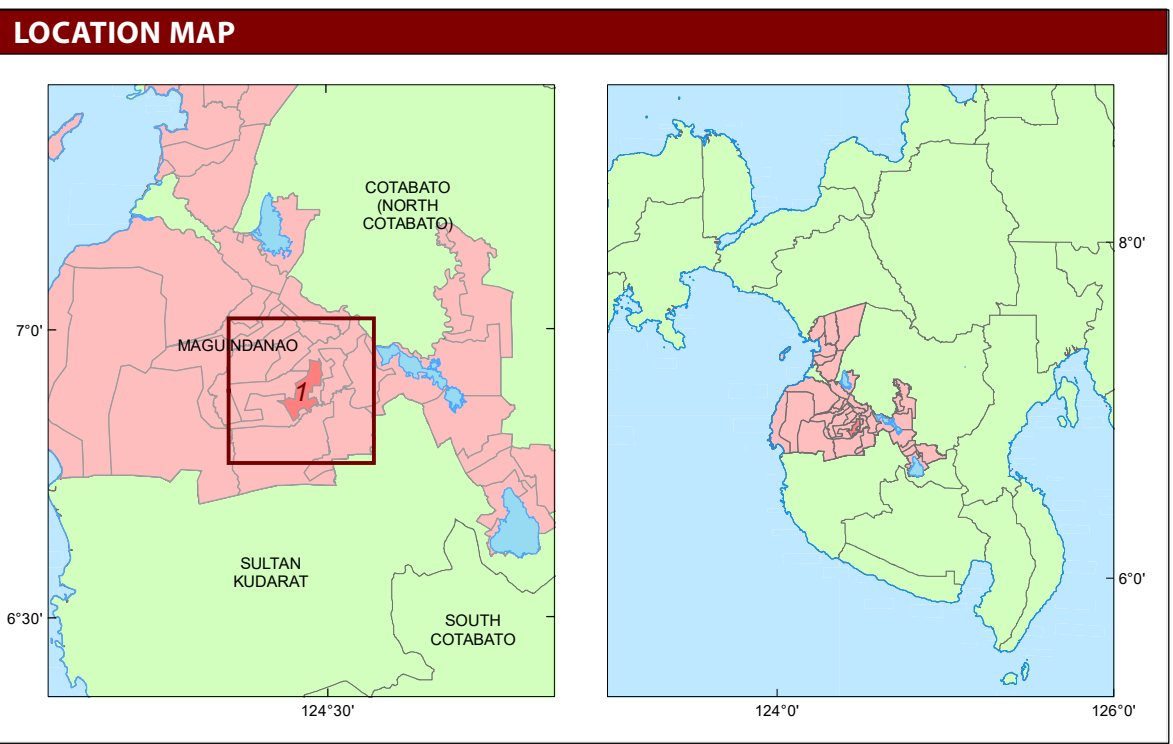 LOCATION MAP
COTABATO
(NORTH
COTABATO)
7°0'
MAGUINDANAO
1
SULTAN
KUDARAT
6°30'
SOUTH
COTABATO
124°30'
8°0'
6°0'
124°0'
126°0'